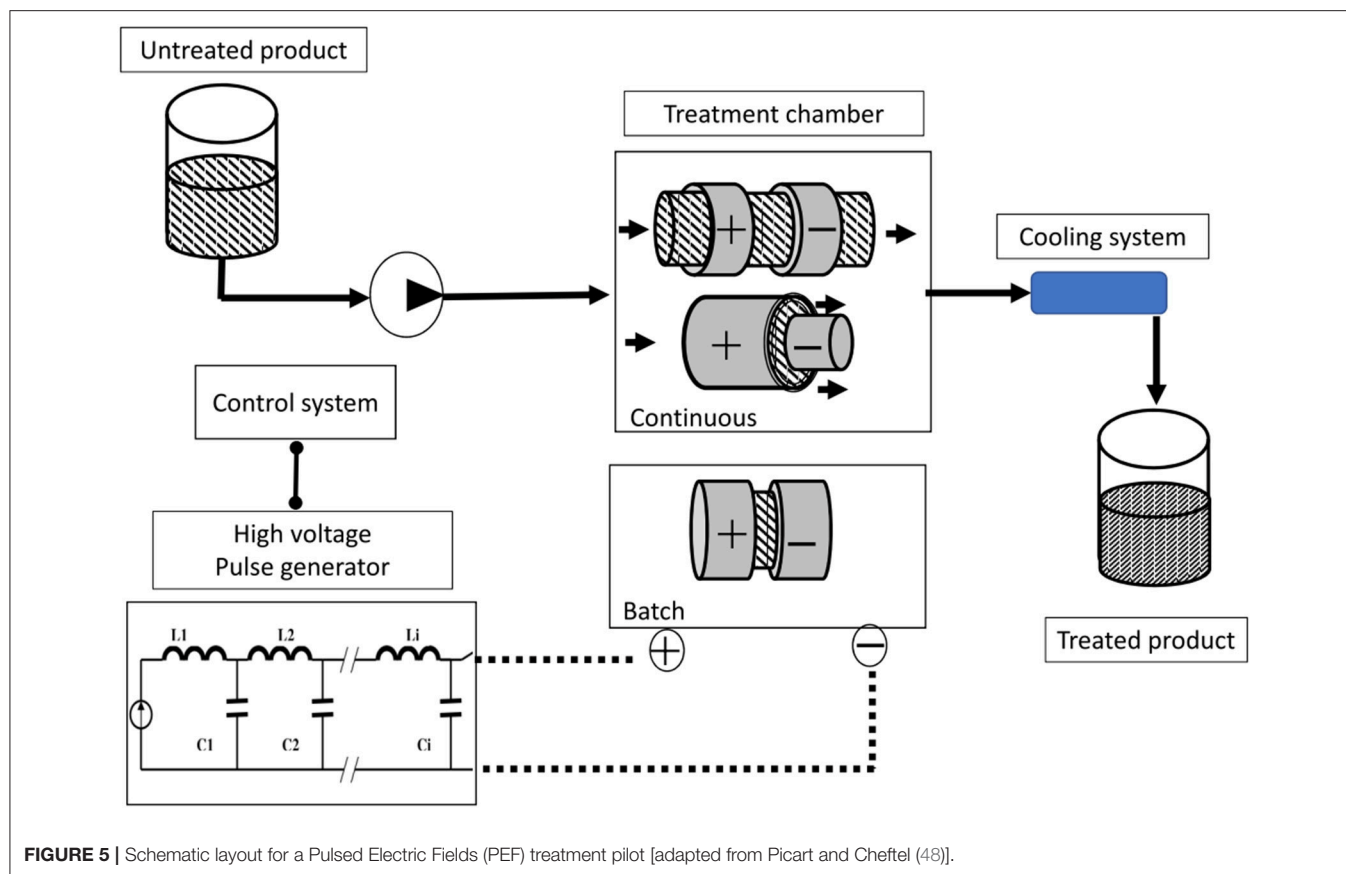 Untreated product
Treatment chamber
+
−
Cooling system
+
−
Continuous
Control system
High voltage
Pulse generator
+
−
Batch
+
−
L1
L2
Li
C1
C2
Ci
Treated product
FIGURE 5 | Schematic layout for a Pulsed Electric Fields (PEF) treatment pilot [adapted from Picart and Cheftel (48)].